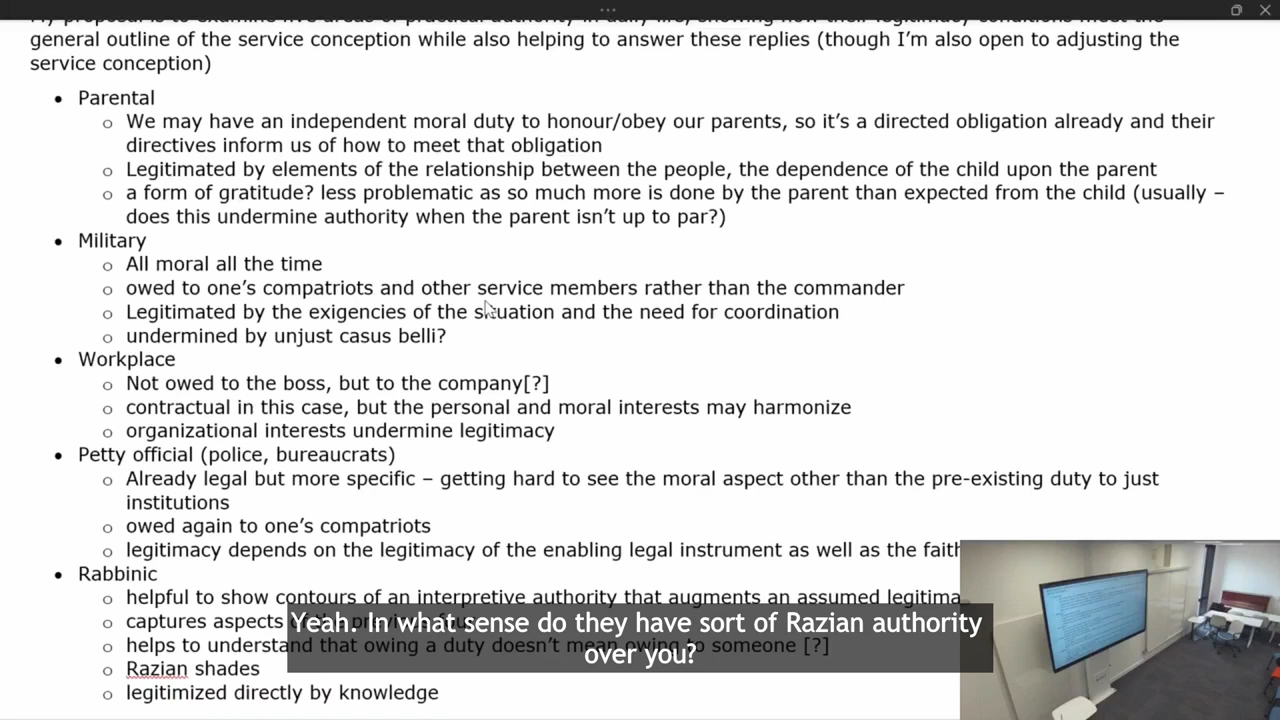 general outline of the service conception while also helping to answer these replies (though I'm also open to adjusting the
service conception)
• Parental
o We may have an independent moral duty to honour/obey our parents, so it's a directed obligation already and their
directives inform us of how to meet that obligation
o Legitimated by elements of the relationship between the people, the dependence of the child upon the parent
o a form of gratitude? less problematic as so much more is done by the parent than expected from the child (usually –
does this undermine authority when the parent isn't up to par?)
• Military
o All moral all the time
o owed to one's compatriots and other service members rather than the commander
o Legitimated by the exigencies of the situation and the need for coordination
o undermined by unjust casus belli?
• Workplace
o Not owed to the boss, but to the company[?]
o contractual in this case, but the personal and moral interests may harmonize
o organizational interests undermine legitimacy
• Petty official (police, bureaucrats)
o Already legal but more specific – getting hard to see the moral aspect other than the pre-existing duty to just
institutions
o owed again to one's compatriots
o legitimacy depends on the legitimacy of the enabling legal instrument as well as the faith
• Rabbinic
o helpful to show contours of an interpretive authority that augments an assumed legitima
o captures aspects
o helps to understand that owing a duty doesn't mean owing to someone [?]
o Razian shades
o legitimized directly by knowledge
Yeah. In what sense do they have sort of Razian authority
over you?